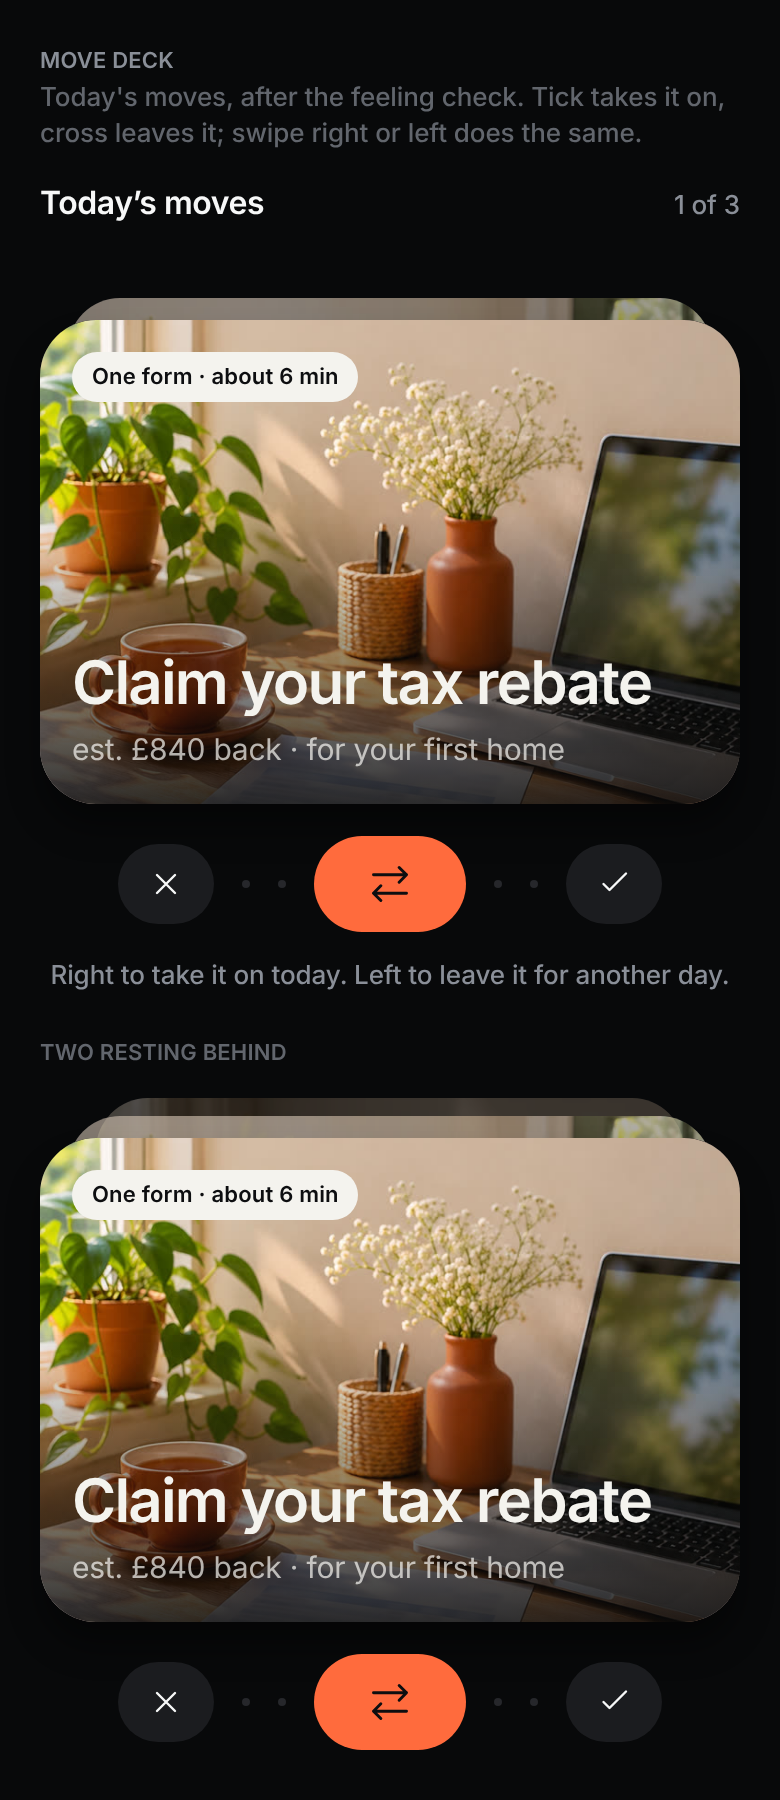 MOVE DECK
Today's moves, after the feeling check. Tick takes it on,
cross leaves it; swipe right or left does the same.
Today’s moves
1 of 3
One form · about 6 min
Claim your tax rebate
est. £840 back · for your first home
Right to take it on today. Left to leave it for another day.
TWO RESTING BEHIND
One form · about 6 min
Claim your tax rebate
est. £840 back · for your first home